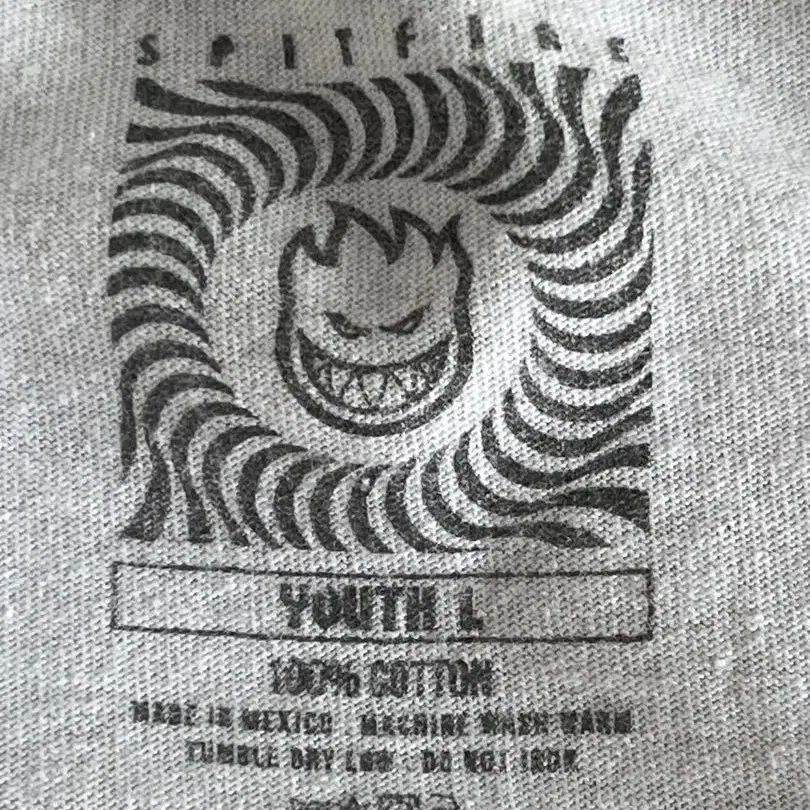 SPITFIRE
YOUTH L
100% COTTON
MADE IN MEXICO . MACHINE WASH WARM
TUMBLE DRY LOW . DO NOT IRON